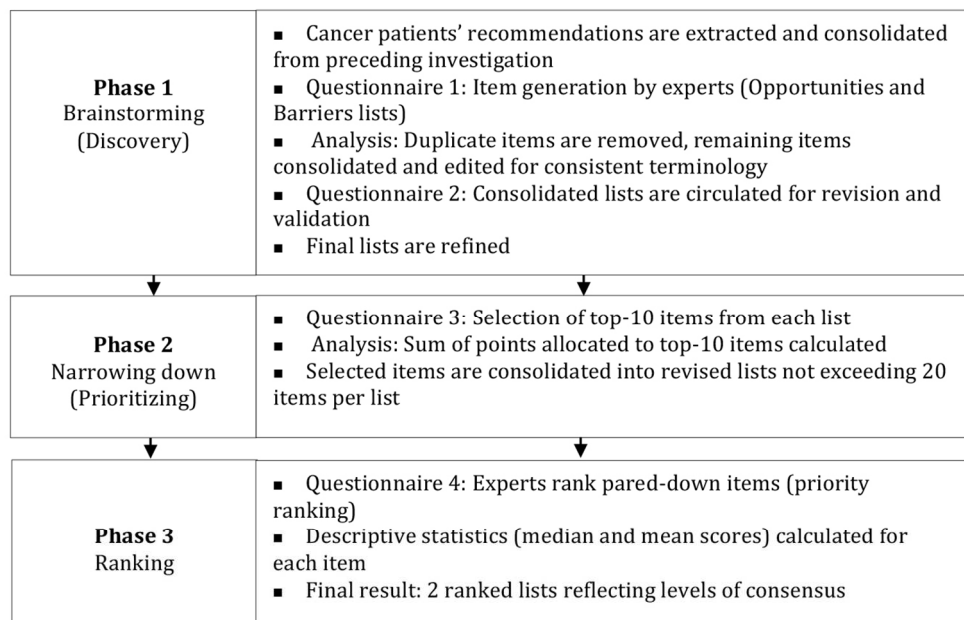 Phase 1
Brainstorming
(Discovery)
■ Cancer patients’ recommendations are extracted and consolidated
from preceding investigation
■ Questionnaire 1: Item generation by experts (Opportunities and
Barriers lists)
■ Analysis: Duplicate items are removed, remaining items
consolidated and edited for consistent terminology
■ Questionnaire 2: Consolidated lists are circulated for revision and
validation
■ Final lists are refined
Phase 2
Narrowing down
(Prioritizing)
■ Questionnaire 3: Selection of top-10 items from each list
■ Analysis: Sum of points allocated to top-10 items calculated
■ Selected items are consolidated into revised lists not exceeding 20
items per list
Phase 3
Ranking
■ Questionnaire 4: Experts rank pared-down items (priority
ranking)
■ Descriptive statistics (median and mean scores) calculated for
each item
■ Final result: 2 ranked lists reflecting levels of consensus